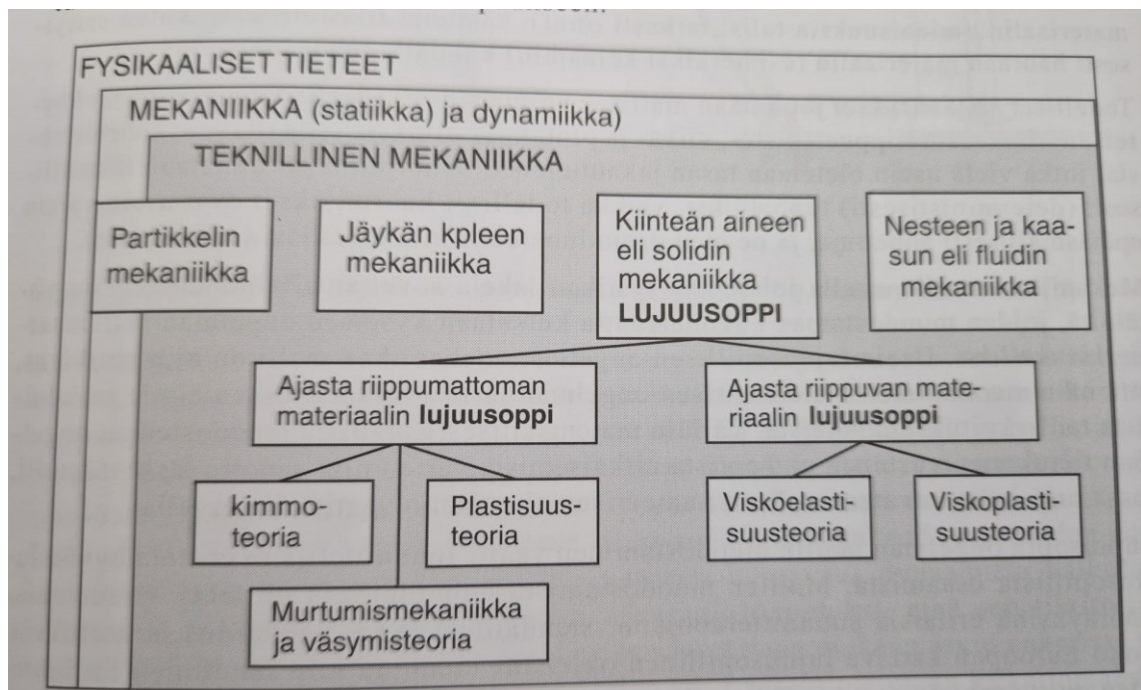 FYSIKAALISET TIETEET
MEKANIIKKA (statiikka) ja dynamiikka)
TEKNILLINEN MEKANIIKKA
Partikkelin
mekaniikka
Jäykän kpleen
mekaniikka
Kiinteän aineen
eli solidin
mekaniikka
LUJUUSOPPI
Nesteen ja kaa-
sun eli fluidin
mekaniikka
Ajasta riippumattoman
materiaalin lujuusoppi
Ajasta riippuvan mate-
riaalin lujuusoppi
kimmo-
teoria
Plastisuus-
teoria
Viskoelasti-
suusteoria
Viskoplasti-
suusteoria
Murtumismekaniikka
ja väsymisteoria